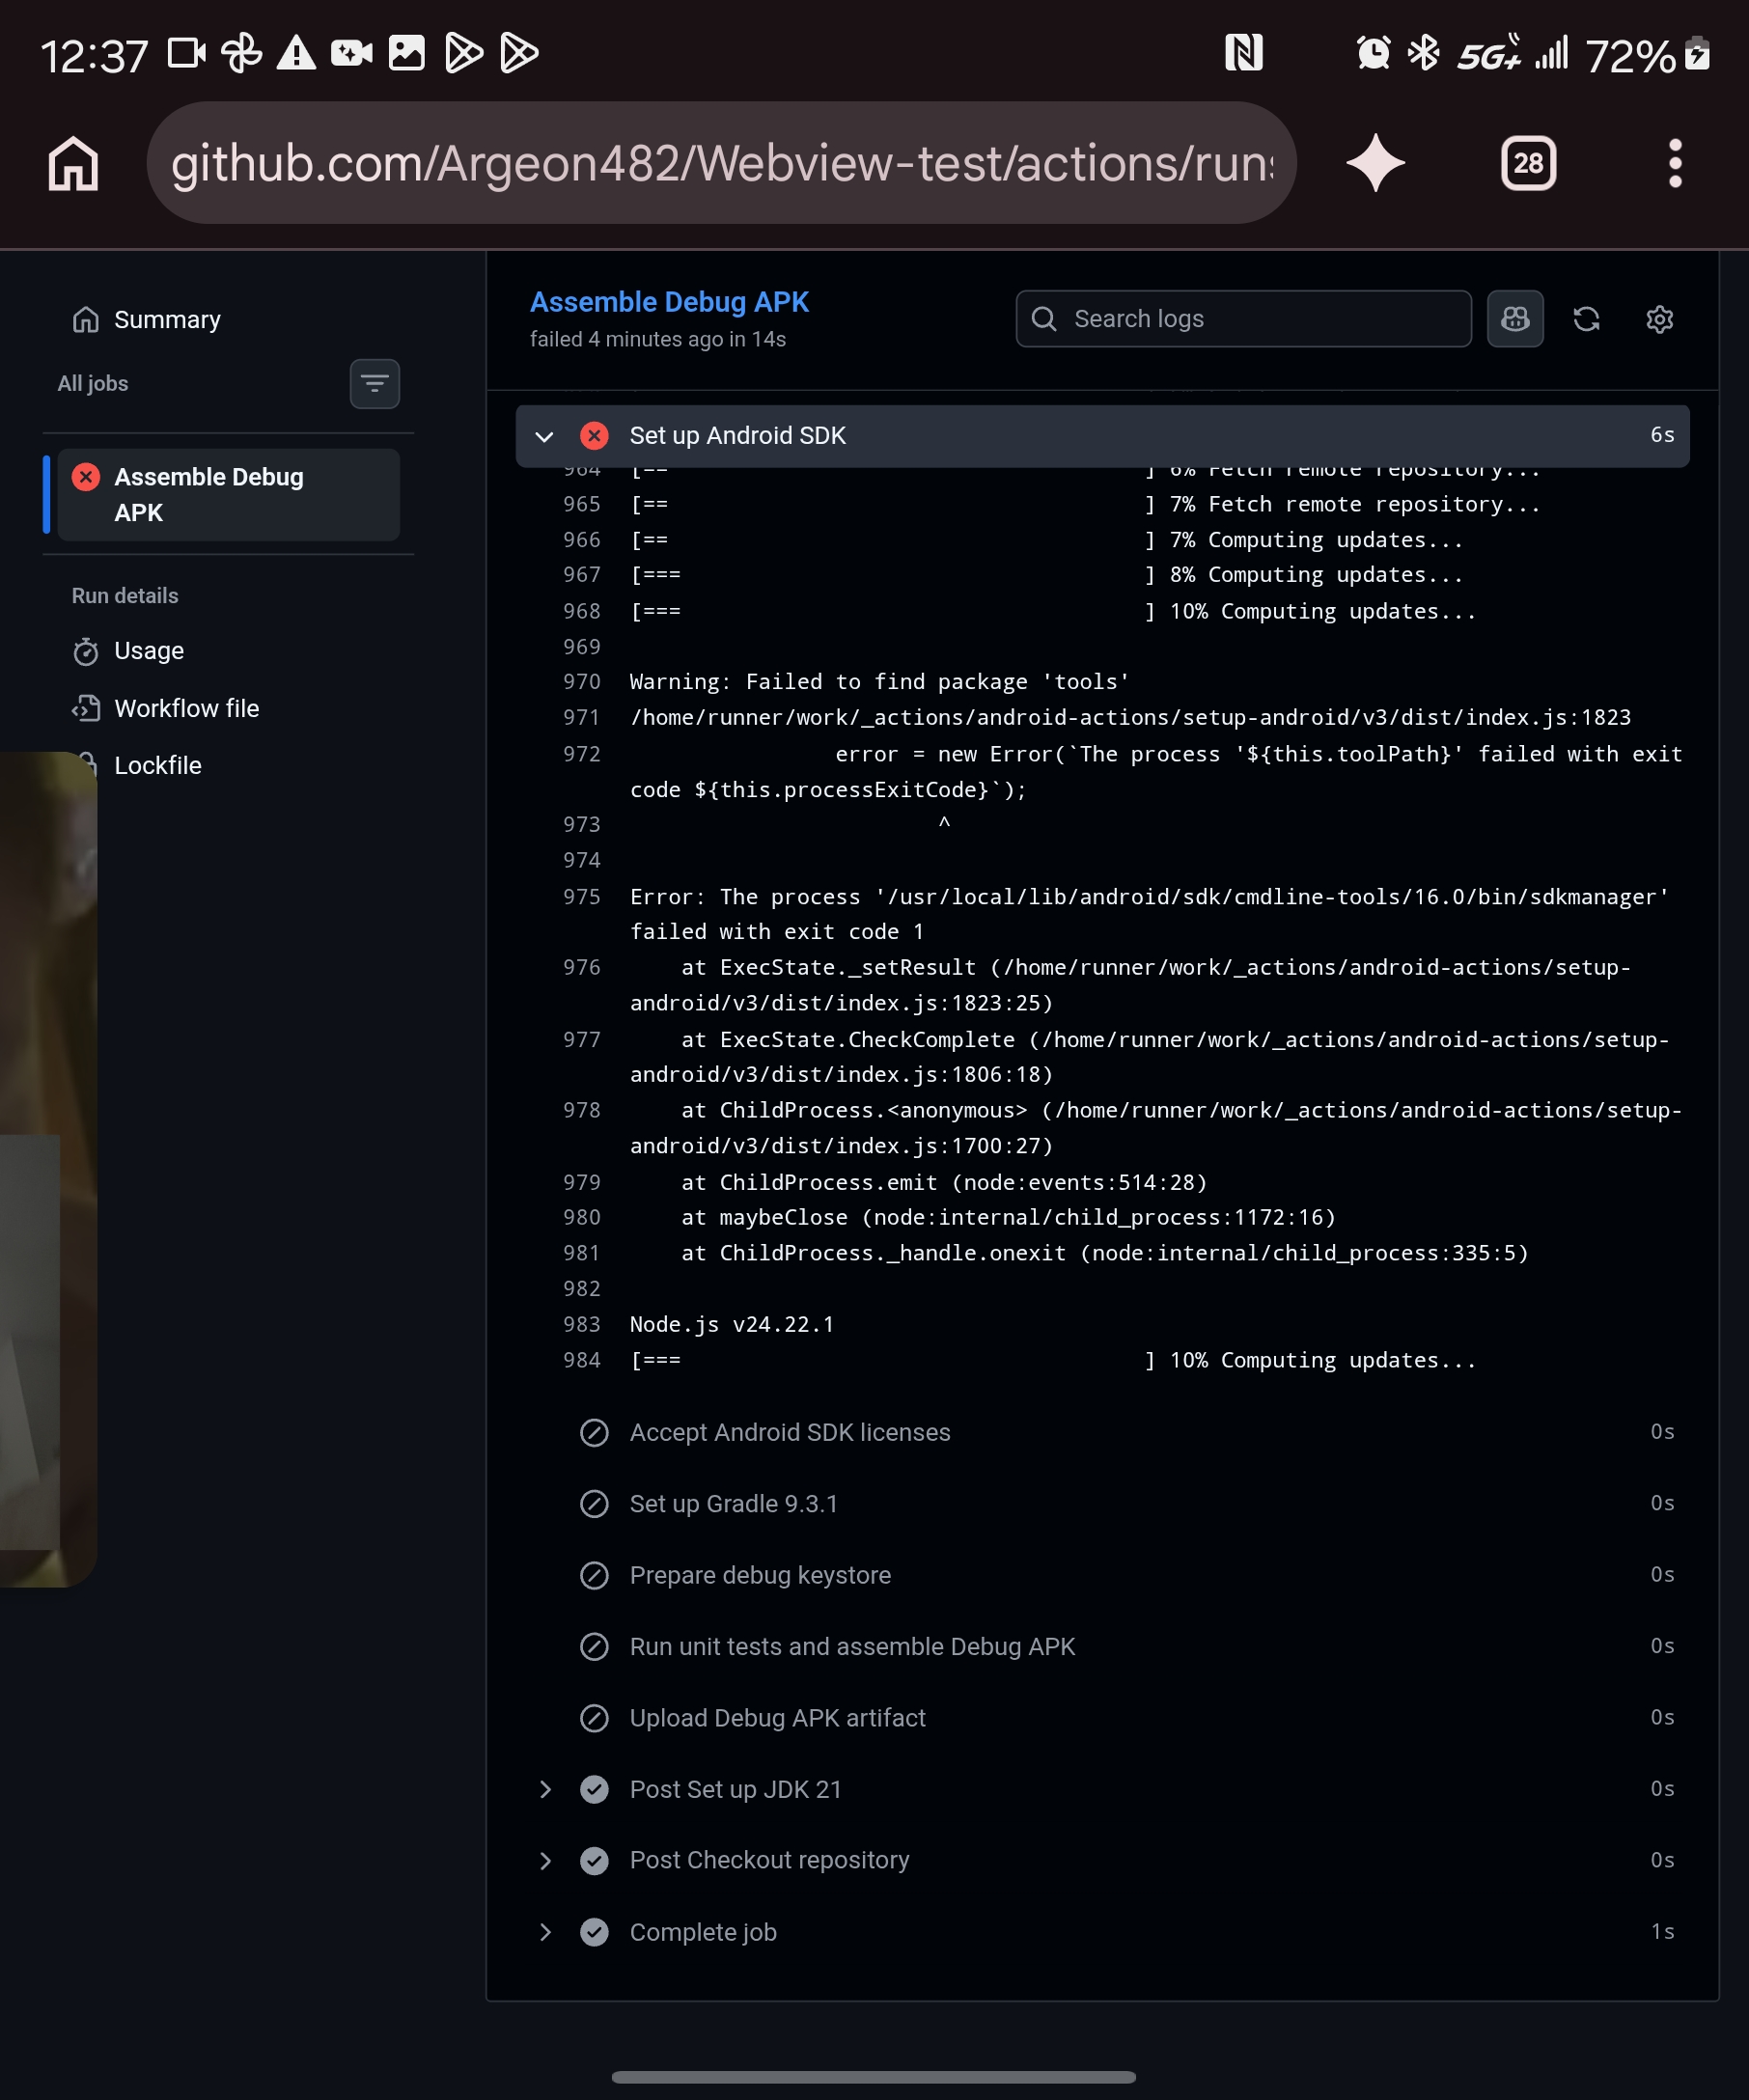 12:37
5G+
72%
github.com/Argeon482/Webview-test/actions/runs
28
Summary
All jobs
Assemble Debug
APK
Run details
Usage
Workflow file
Lockfile
Assemble Debug APK
failed 4 minutes ago in 14s
Search logs
Set up Android SDK 6s
964 [== ] 6% Fetch remote repository...
965 [== ] 7% Fetch remote repository...
966 [== ] 7% Computing updates...
967 [=== ] 8% Computing updates...
968 [=== ] 10% Computing updates...
969
970 Warning: Failed to find package 'tools'
971 /home/runner/work/_actions/android-actions/setup-android/v3/dist/index.js:1823
972 error = new Error(`The process '${this.toolPath}' failed with exit
code ${this.processExitCode}`);
973 ^
974
975 Error: The process '/usr/local/lib/android/sdk/cmdline-tools/16.0/bin/sdkmanager'
failed with exit code 1
976 at ExecState._setResult (/home/runner/work/_actions/android-actions/setup-
android/v3/dist/index.js:1823:25)
977 at ExecState.CheckComplete (/home/runner/work/_actions/android-actions/setup-
android/v3/dist/index.js:1806:18)
978 at ChildProcess.<anonymous> (/home/runner/work/_actions/android-actions/setup-
android/v3/dist/index.js:1700:27)
979 at ChildProcess.emit (node:events:514:28)
980 at maybeClose (node:internal/child_process:1172:16)
981 at ChildProcess._handle.onexit (node:internal/child_process:335:5)
982
983 Node.js v24.22.1
984 [=== ] 10% Computing updates...
Accept Android SDK licenses 0s
Set up Gradle 9.3.1 0s
Prepare debug keystore 0s
Run unit tests and assemble Debug APK 0s
Upload Debug APK artifact 0s
Post Set up JDK 21 0s
Post Checkout repository 0s
Complete job 1s